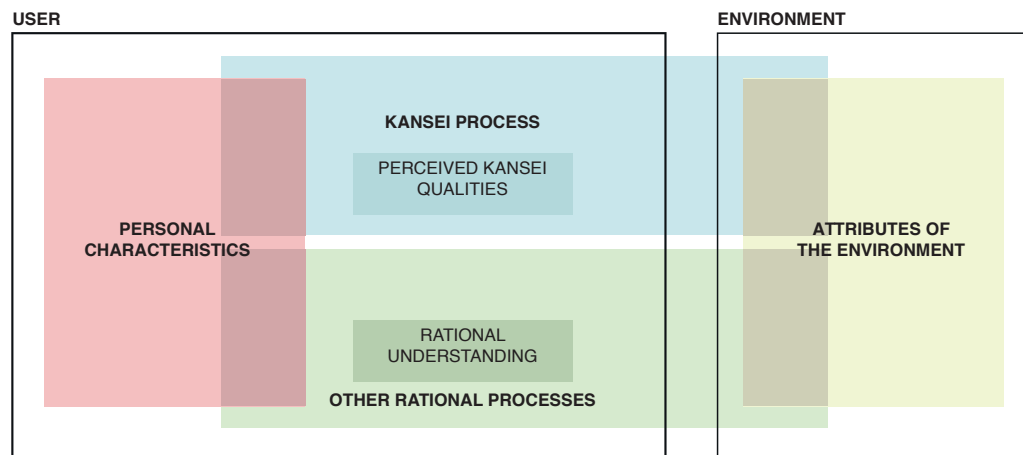 USER
ENVIRONMENT
KANSEI PROCESS
PERCEIVED KANSEI
QUALITIES
PERSONAL
CHARACTERISTICS
ATTRIBUTES OF
THE ENVIRONMENT
RATIONAL
UNDERSTANDING
OTHER RATIONAL PROCESSES